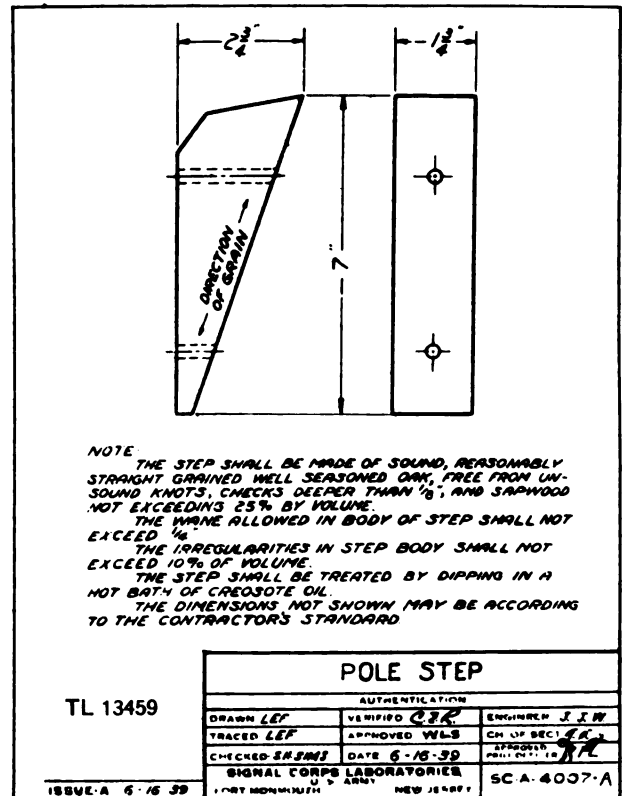 2 3/4"
1 3/4"
7"
DIRECTION
OF GRAIN
NOTE
THE STEP SHALL BE MADE OF SOUND, REASONABLY
STRAIGHT GRAINED WELL SEASONED OAK, FREE FROM UN-
SOUND KNOTS, CHECKS DEEPER THAN 1/8", AND SAPWOOD
NOT EXCEEDING 25% BY VOLUME.
THE WANE ALLOWED IN BODY OF STEP SHALL NOT
EXCEED 1/4"
THE IRREGULARITIES IN STEP BODY SHALL NOT
EXCEED 10% OF VOLUME.
THE STEP SHALL BE TREATED BY DIPPING IN A
HOT BATH OF CREOSOTE OIL.
THE DIMENSIONS NOT SHOWN MAY BE ACCORDING
TO THE CONTRACTOR'S STANDARD
TL 13459
POLE STEP
AUTHENTICATION
DRAWN LEF
VERIFIED
ENGINEER J.J.W
TRACED LEF
APPROVED WLS
CH OF SECT
CHECKED
DATE 6-16-39
APPROVED
SIGNAL CORPS LABORATORIES
U S ARMY
FORT MONMOUTH NEW JERSEY
SC-A-4007-A
ISSUE-A 6-16-39